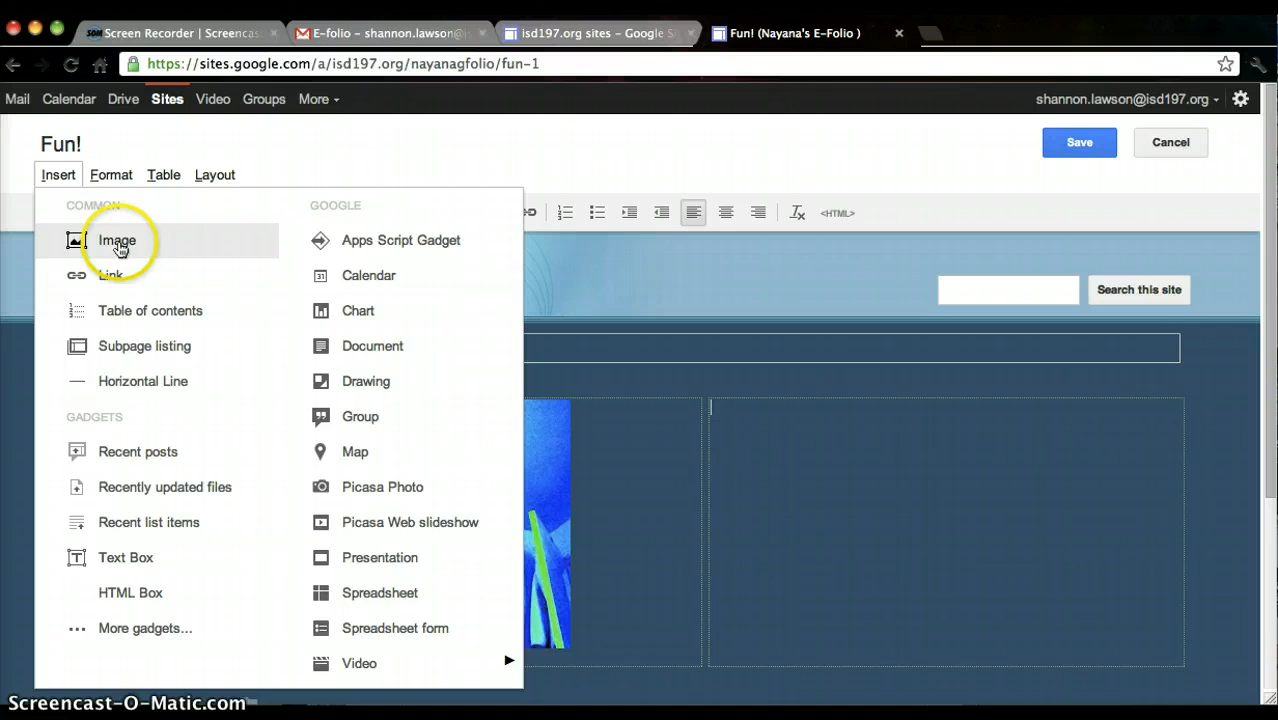 Screen Recorder | Screencas
E-folio - shannon.lawson@
isd197.org sites - Google S
Fun! (Nayana's E-Folio )
https://sites.google.com/a/isd197.org/nayanagfolio/fun-1
Mail Calendar Drive Sites Video Groups More
shannon.lawson@isd197.org
Fun!
Save
Cancel
Insert Format Table Layout
<HTML>
COMMON
Image
Link
Table of contents
Subpage listing
Horizontal Line
GADGETS
Recent posts
Recently updated files
Recent list items
Text Box
HTML Box
More gadgets...
GOOGLE
Apps Script Gadget
Calendar
Chart
Document
Drawing
Group
Map
Picasa Photo
Picasa Web slideshow
Presentation
Spreadsheet
Spreadsheet form
Video
Search this site
Screencast-O-Matic.com